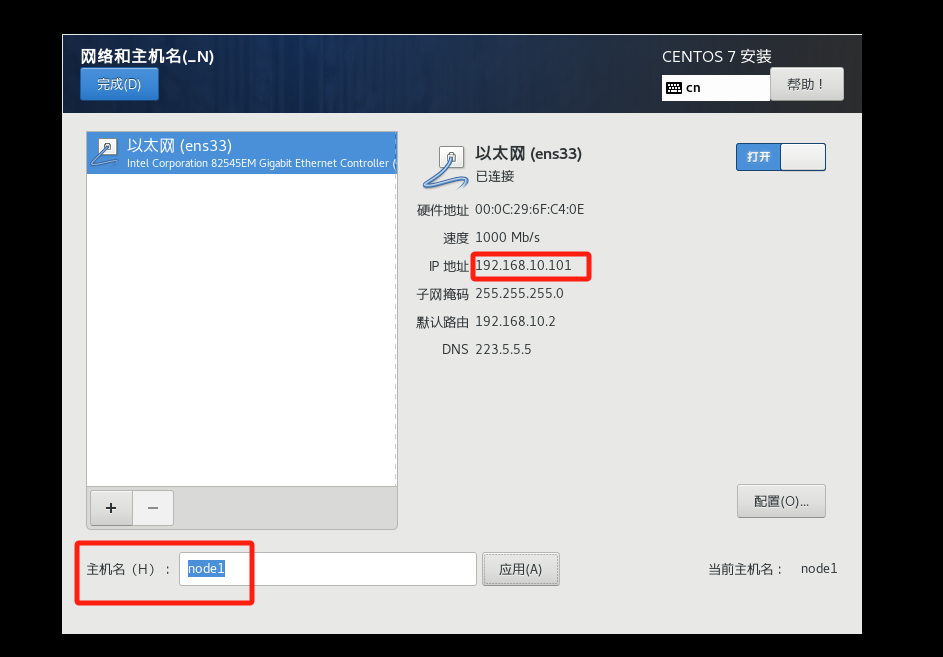 网络和主机名(_N)
CENTOS 7 安装
完成(D)
cn
帮助！
以太网 (ens33)
Intel Corporation 82545EM Gigabit Ethernet Controller (
以太网 (ens33)
已连接
打开
硬件地址 00:0C:29:6F:C4:0E
速度 1000 Mb/s
IP 地址 192.168.10.101
子网掩码 255.255.255.0
默认路由 192.168.10.2
DNS 223.5.5.5
+ −
配置(O)...
主机名（H）： node1 应用(A) 当前主机名： node1